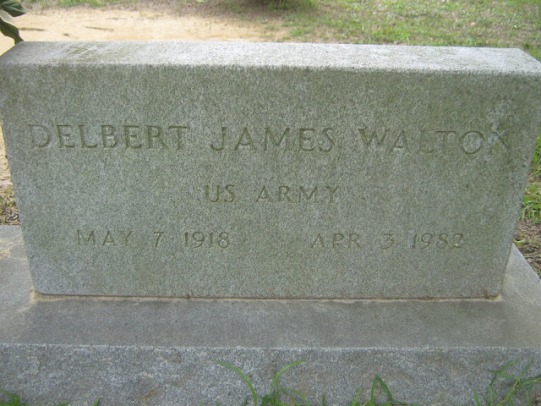 DELBERT JAMES WALTON
US ARMY
MAY 7 1918 APR 3 1982